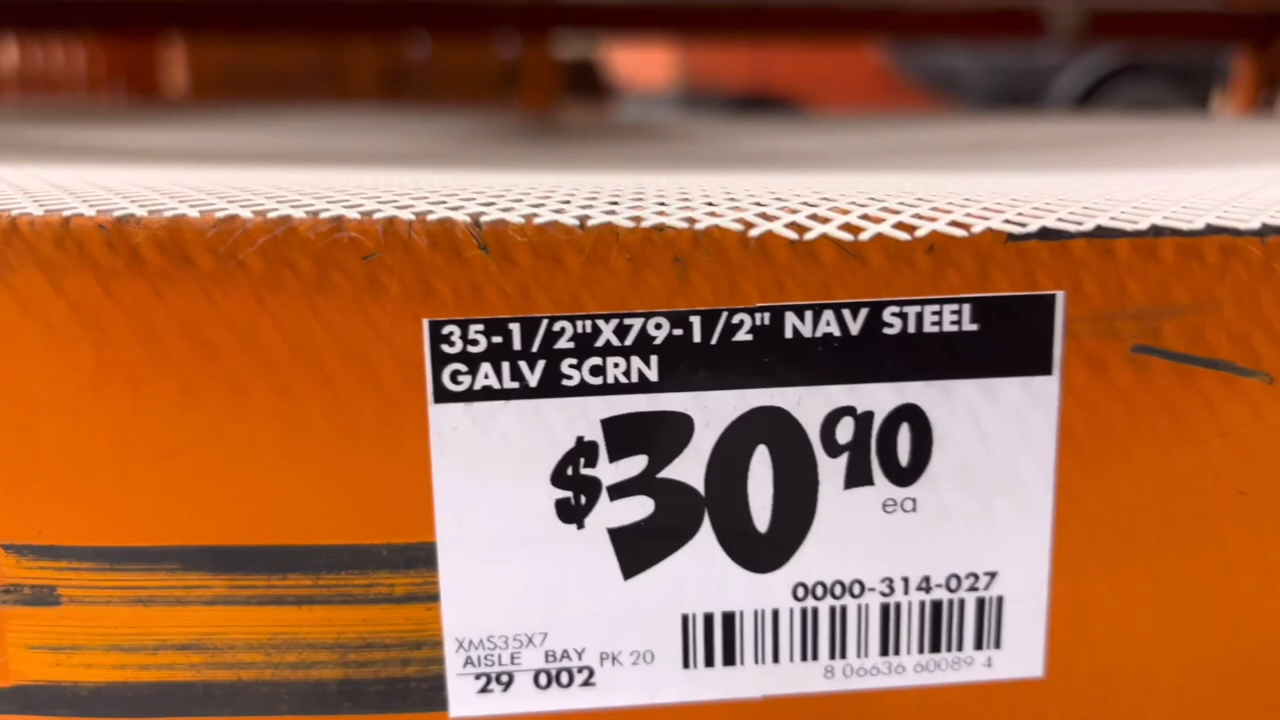 35-1/2"X79-1/2" NAV STEEL
GALV SCRN
$30 90
ea
0000-314-027
XMS35X7
AISLE BAY PK 20
29 002
8 06636 60089 4